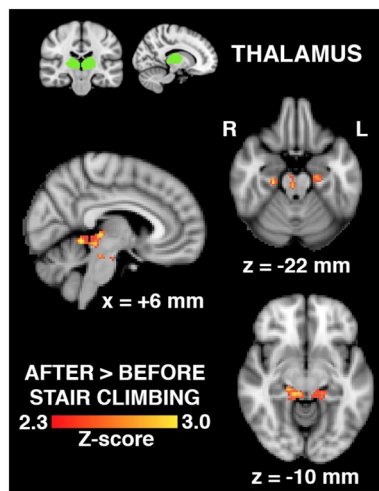 THALAMUS
R L
z = -22 mm
x = +6 mm
AFTER > BEFORE
STAIR CLIMBING
2.3 3.0
Z-score
z = -10 mm